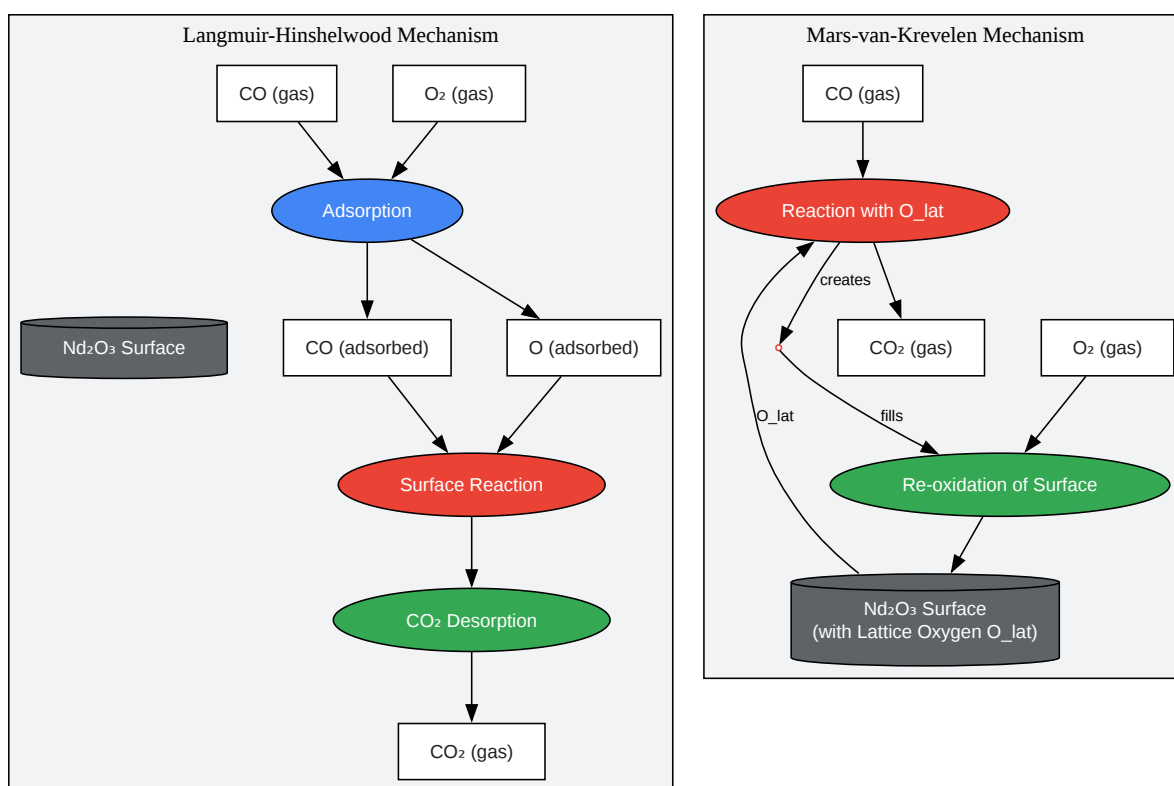 Langmuir-Hinshelwood Mechanism
CO (gas)
O₂ (gas)
Adsorption
Nd₂O₃ Surface
CO (adsorbed)
O (adsorbed)
Surface Reaction
CO₂ Desorption
CO₂ (gas)
Mars-van-Krevelen Mechanism
CO (gas)
Reaction with O_lat
creates
CO₂ (gas)
O₂ (gas)
O_lat
fills
Re-oxidation of Surface
Nd₂O₃ Surface
(with Lattice Oxygen O_lat)